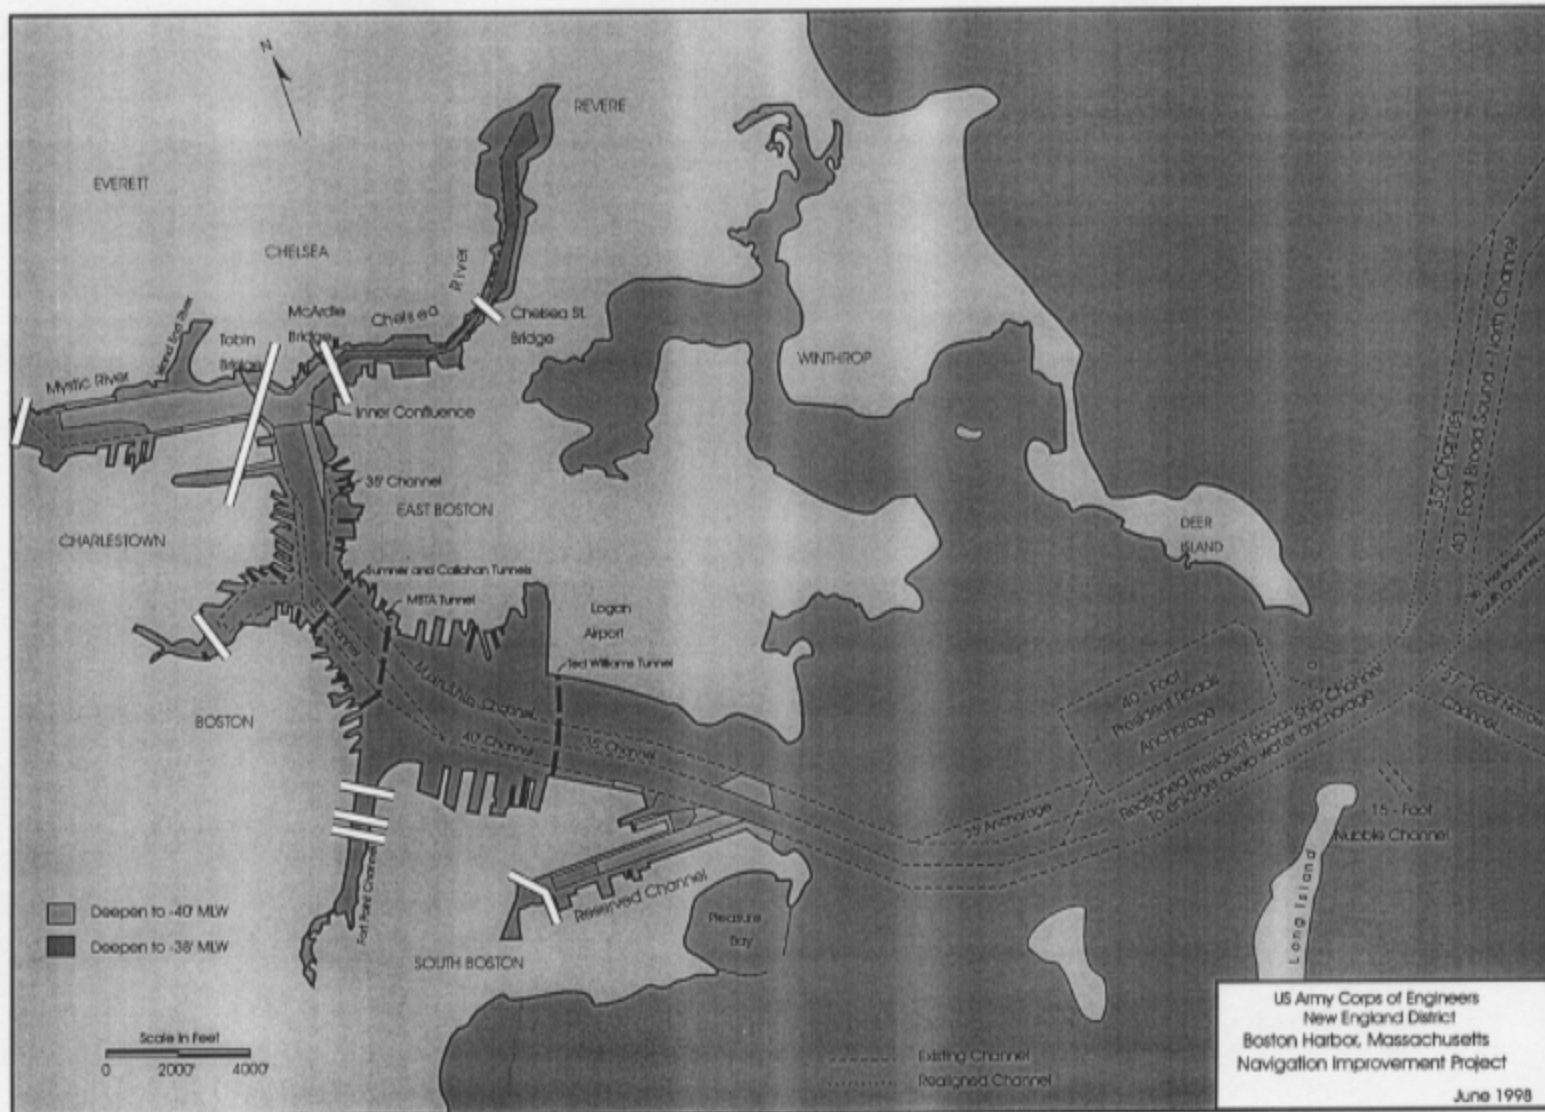 N
REVERE
EVERETT
CHELSEA
River
Chelsea
McArdle
Bridge
Chelsea St.
Bridge
Tobin
Bridge
Mystic River
WINTHROP
Inner Confluence
35' Channel
EAST BOSTON
CHARLESTOWN
DEER
ISLAND
35' Channel
40 - Foot Broad Sound - North Channel
South Channel
Sumner and Callahan Tunnels
MBTA Tunnel
Logan
Airport
Ted Williams Tunnel
BOSTON
Channel
40' Channel
35' Channel
40 - Foot
President Roads
Anchorage
Realigned President Roads Ship Channel
To enlarge deep water anchorage
35' Anchorage
27 - Foot Narrows
Channel
15 - Foot
Nubble Channel
Long Island
Fort Point Channel
Reserved Channel
Pleasure
Bay
SOUTH BOSTON
Deepen to -40' MLW
Deepen to -38' MLW
Scale In Feet
0 2000' 4000'
Existing Channel
Realigned Channel
US Army Corps of Engineers
New England District
Boston Harbor, Massachusetts
Navigation Improvement Project
June 1998